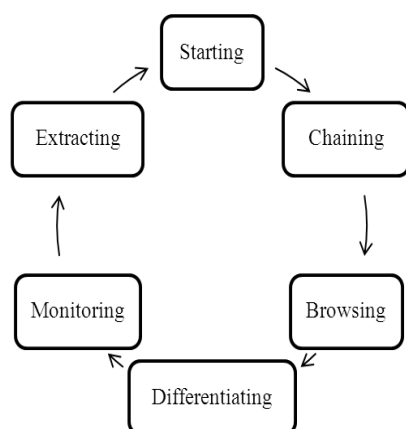 Starting
Chaining
Browsing
Differentiating
Monitoring
Extracting